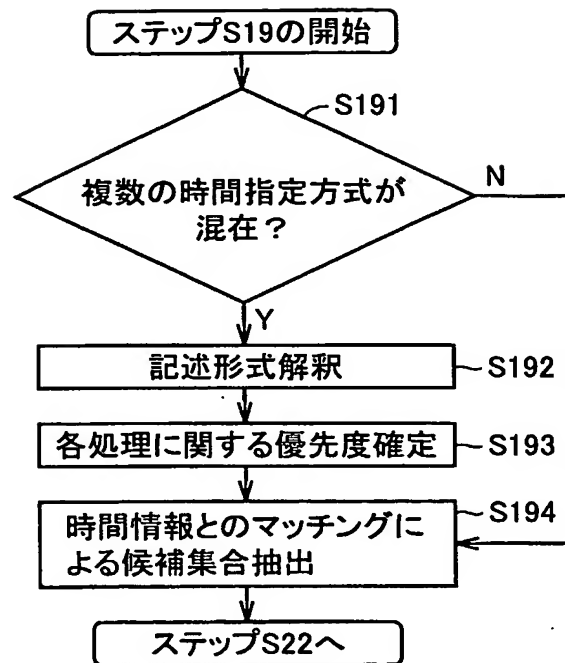 ステップS19の開始
S191
複数の時間指定方式が
混在？
N
Y
記述形式解釈
S192
各処理に関する優先度確定
S193
時間情報とのマッチングに
よる候補集合抽出
S194
ステップS22へ